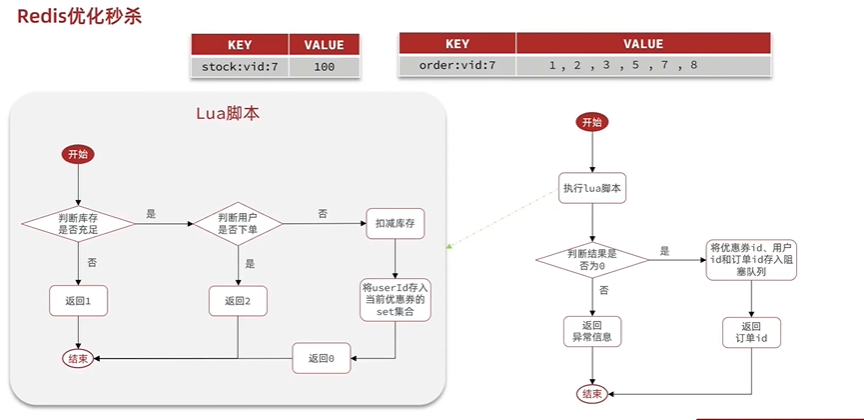 Redis优化秒杀
KEY VALUE
stock:vid:7 100
KEY VALUE
order:vid:7 1 , 2 , 3 , 5 , 7 , 8
Lua脚本
开始
判断库存
是否充足
是
判断用户
是否下单
否
扣减库存
否
是
返回1
返回2
将userId存入
当前优惠券的
set集合
返回0
结束
开始
执行lua脚本
判断结果是
否为0
是
将优惠券id、用户
id和订单id存入阻
塞队列
否
返回
异常信息
返回
订单id
结束